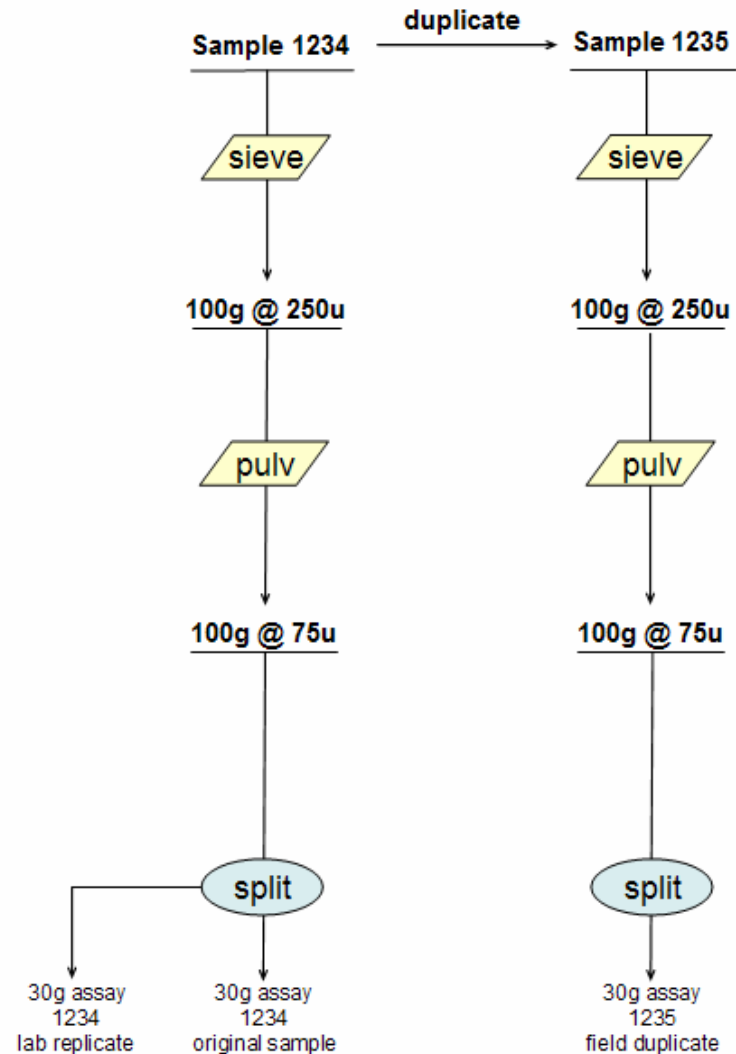 duplicate
Sample 1234
Sample 1235
sieve
sieve
100g @ 250u
100g @ 250u
pulv
pulv
100g @ 75u
100g @ 75u
split
split
30g assay
1234
lab replicate
30g assay
1234
original sample
30g assay
1235
field duplicate